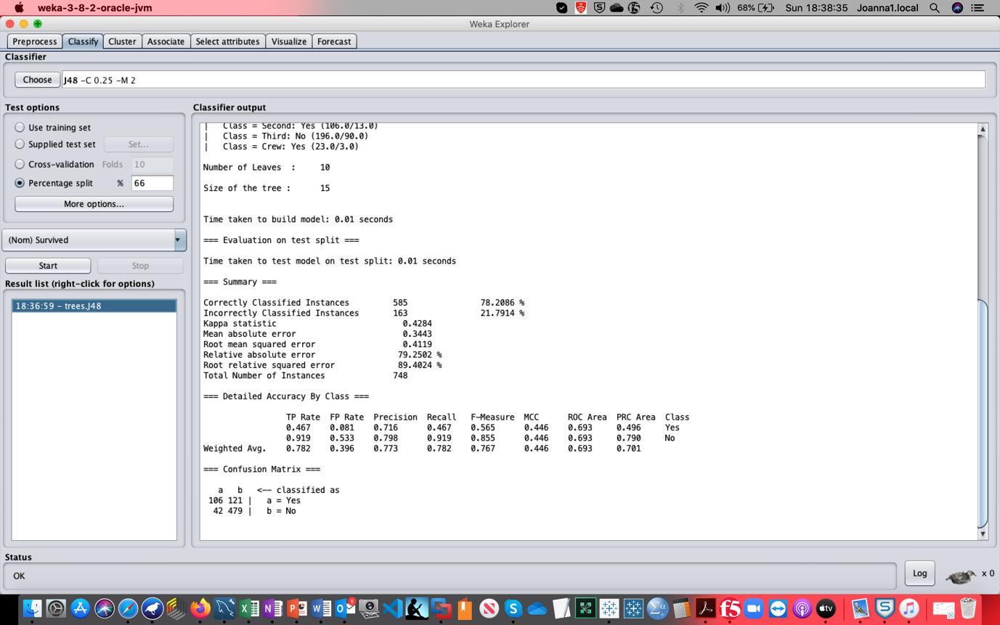 weka-3-8-2-oracle-jvm 68% Sun 18:38:35 Joanna1.local
Weka Explorer
Preprocess Classify Cluster Associate Select attributes Visualize Forecast
Classifier
Choose J48 -C 0.25 -M 2
Test options
Use training set
Supplied test set Set...
Cross-validation Folds 10
Percentage split % 66
More options...
(Nom) Survived
Start Stop
Result list (right-click for options)
18:36:59 - trees.J48
Classifier output
| Class = Second: Yes (106.0/13.0)
| Class = Third: No (196.0/90.0)
| Class = Crew: Yes (23.0/3.0)
Number of Leaves : 10
Size of the tree : 15
Time taken to build model: 0.01 seconds
=== Evaluation on test split ===
Time taken to test model on test split: 0.01 seconds
=== Summary ===
Correctly Classified Instances 585 78.2086 %
Incorrectly Classified Instances 163 21.7914 %
Kappa statistic 0.4284
Mean absolute error 0.3443
Root mean squared error 0.4119
Relative absolute error 79.2502 %
Root relative squared error 89.4024 %
Total Number of Instances 748
=== Detailed Accuracy By Class ===
TP Rate FP Rate Precision Recall F-Measure MCC ROC Area PRC Area Class
0.467 0.081 0.716 0.467 0.565 0.446 0.693 0.496 Yes
0.919 0.533 0.798 0.919 0.855 0.446 0.693 0.790 No
Weighted Avg. 0.782 0.396 0.773 0.782 0.767 0.446 0.693 0.701
=== Confusion Matrix ===
a b <-- classified as
106 121 | a = Yes
42 479 | b = No
Status
OK
Log x 0